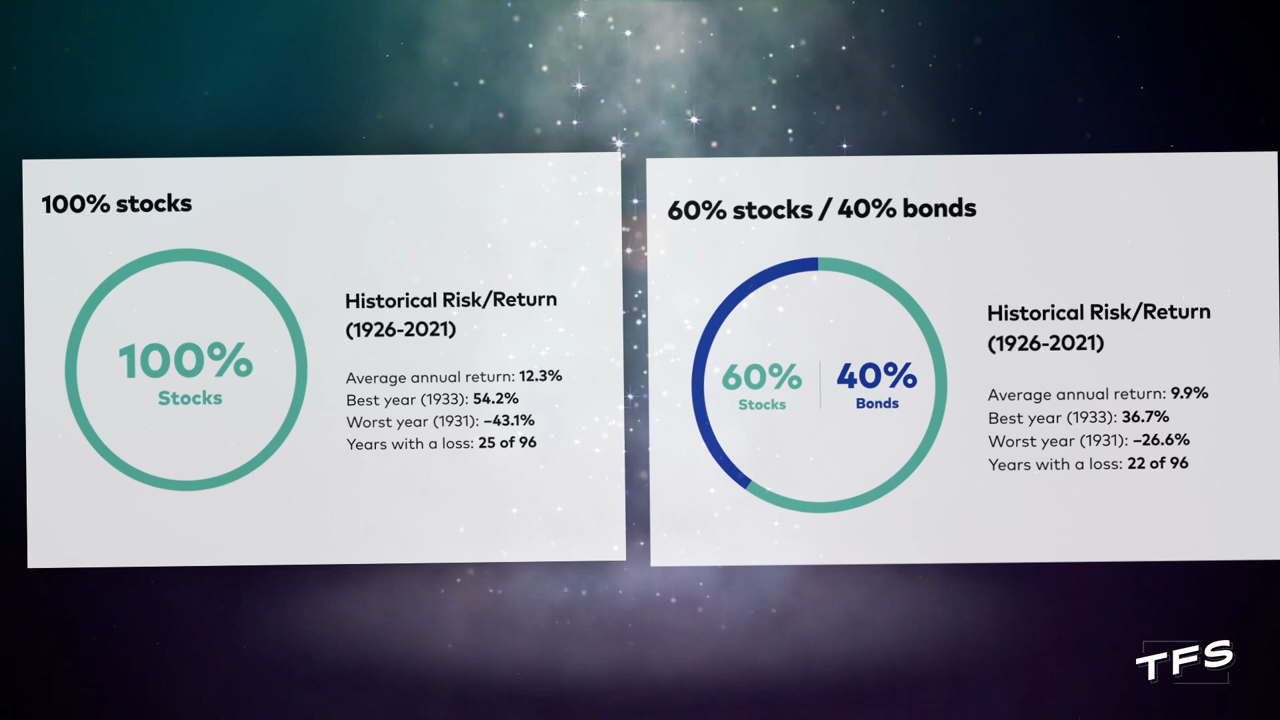 100% stocks
100%
Stocks
Historical Risk/Return
(1926-2021)
Average annual return: 12.3%
Best year (1933): 54.2%
Worst year (1931): –43.1%
Years with a loss: 25 of 96
60% stocks / 40% bonds
60% 40%
Stocks Bonds
Historical Risk/Return
(1926-2021)
Average annual return: 9.9%
Best year (1933): 36.7%
Worst year (1931): –26.6%
Years with a loss: 22 of 96
TFS